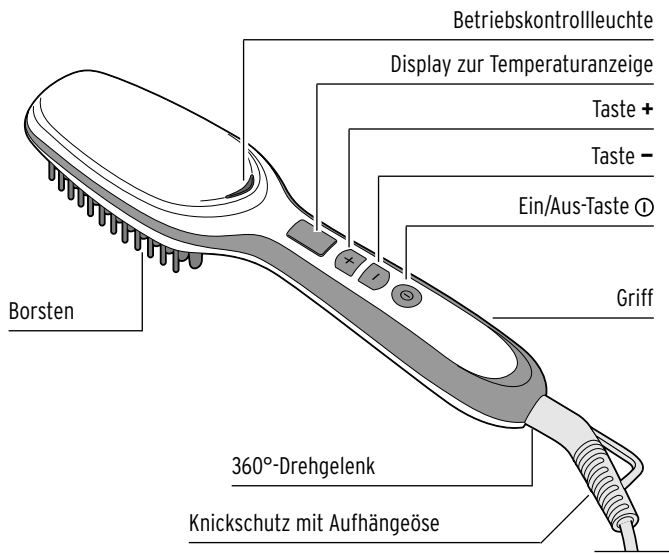 Betriebskontrollleuchte
Display zur Temperaturanzeige
Taste +
Taste –
Ein/Aus-Taste
Griff
Borsten
360°-Drehgelenk
Knickschutz mit Aufhängeöse